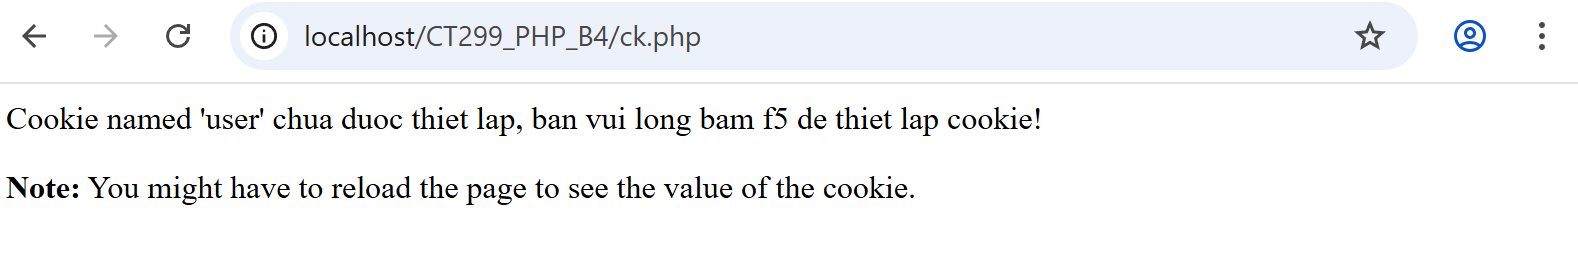 localhost/CT299_PHP_B4/ck.php
Cookie named 'user' chua duoc thiet lap, ban vui long bam f5 de thiet lap cookie!
Note: You might have to reload the page to see the value of the cookie.